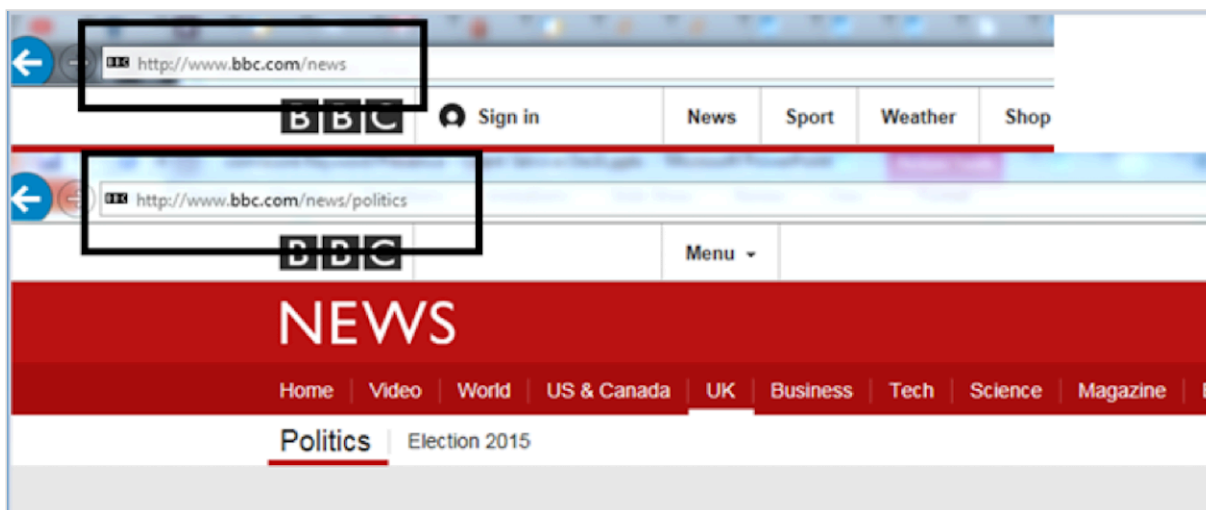 http://www.bbc.com/news
BBC Sign in News Sport Weather Shop
http://www.bbc.com/news/politics
BBC Menu
NEWS
Home Video World US & Canada UK Business Tech Science Magazine
Politics Election 2015